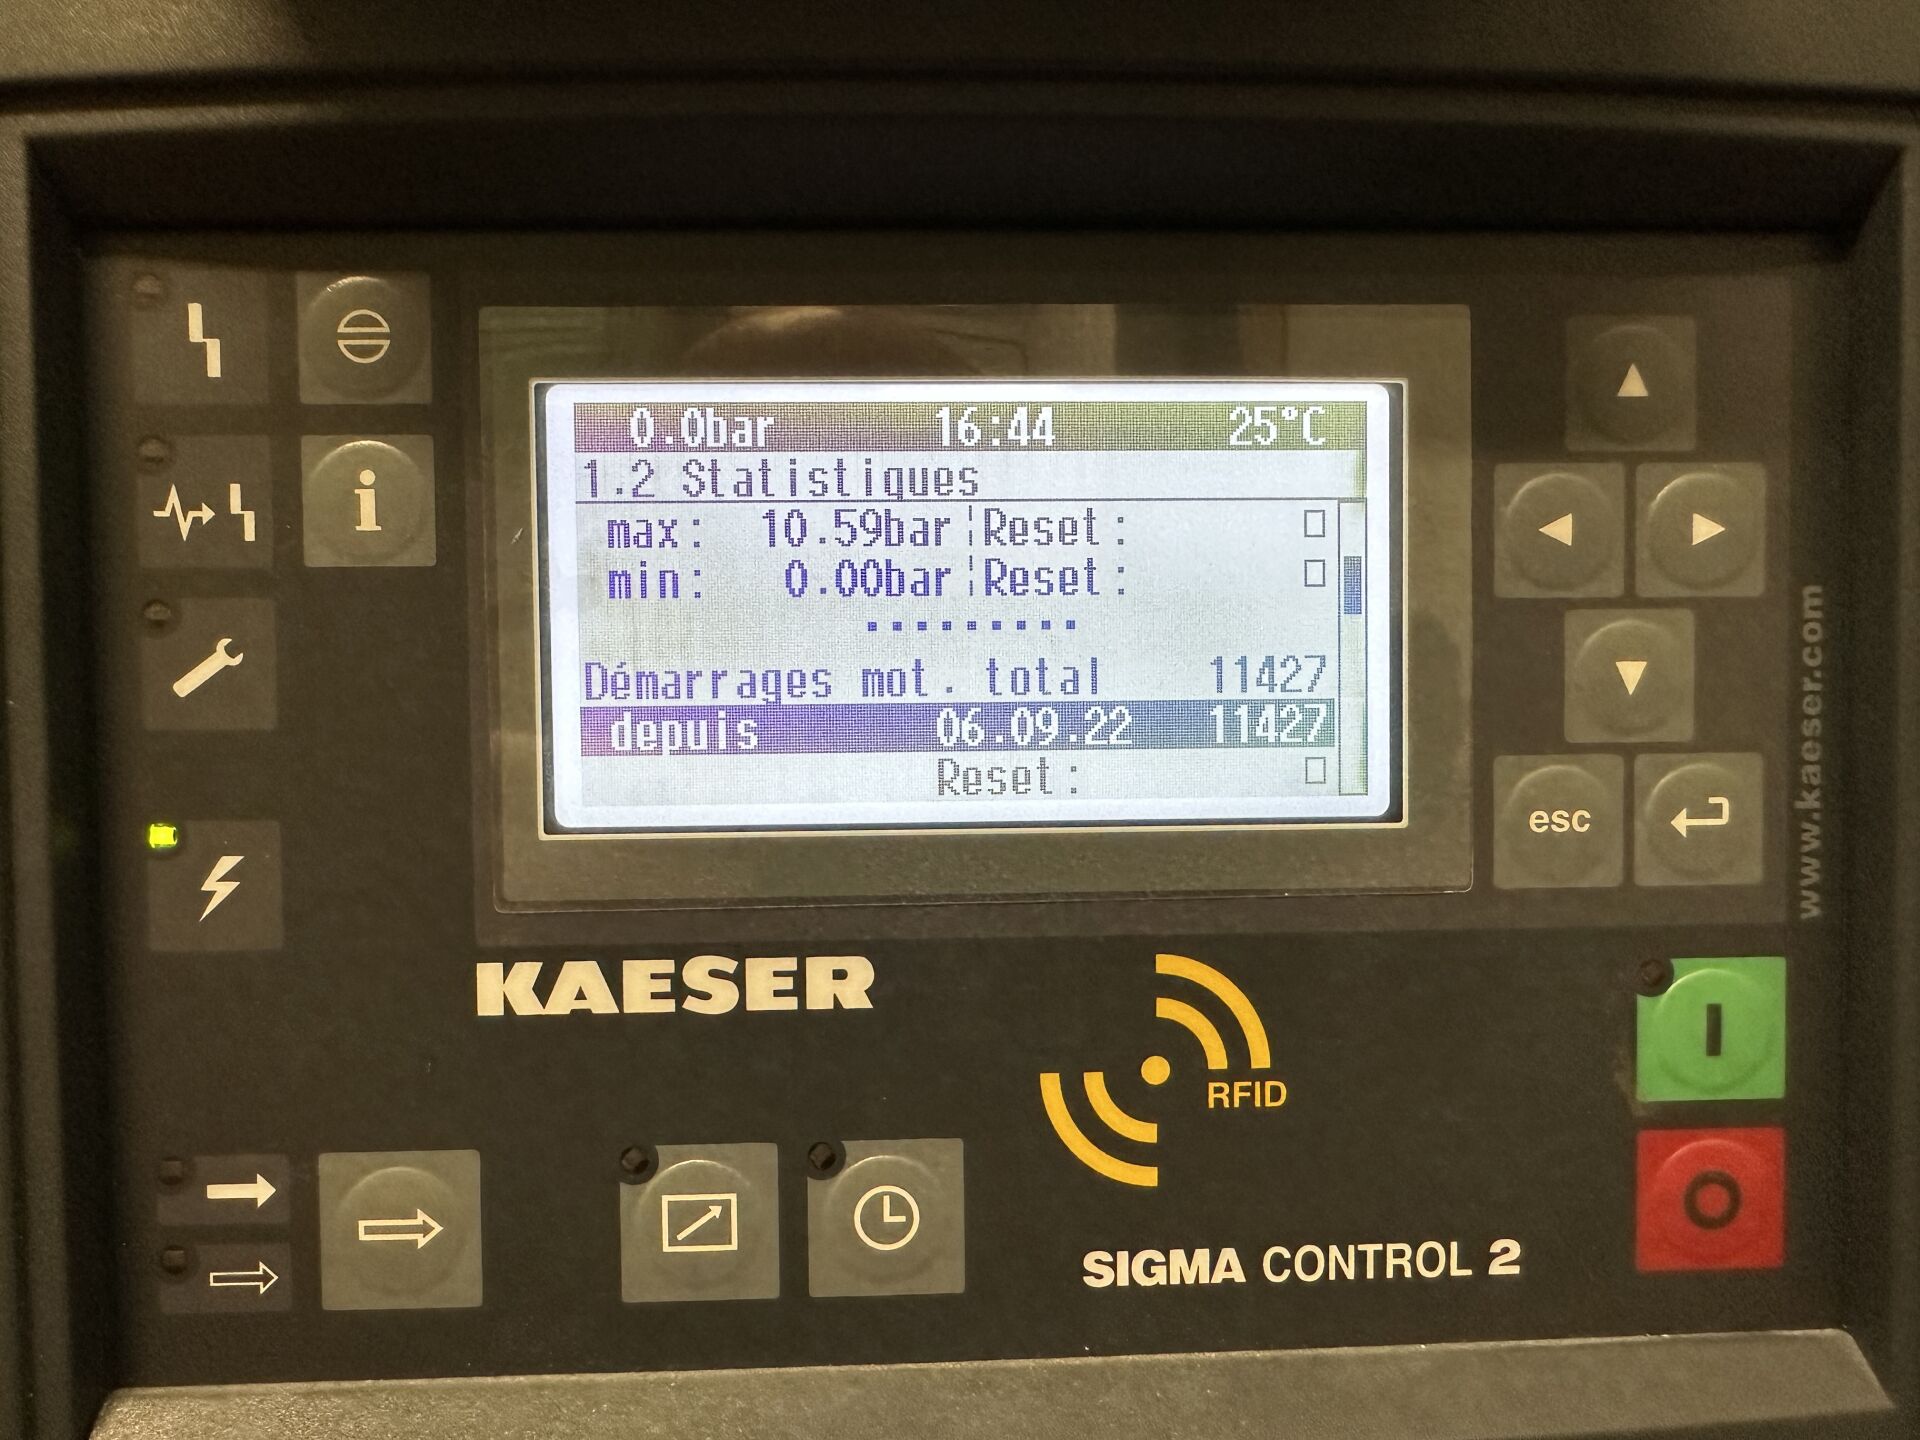 0.0bar 16:44 25°C
1.2 Statistiques
max: 10.59bar Reset:
min: 0.00bar Reset:
Démarrages mot. total 11427
depuis 06.09.22 11427
Reset:
i
esc
www.kaeser.com
KAESER
RFID
I
O
SIGMA CONTROL 2